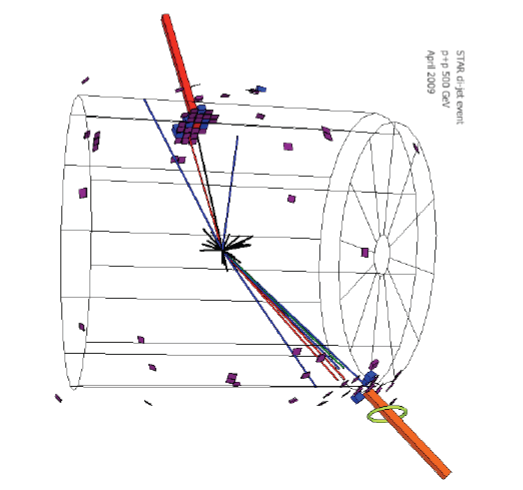 STAR di-jet event
p+p 500 GeV
April 2009